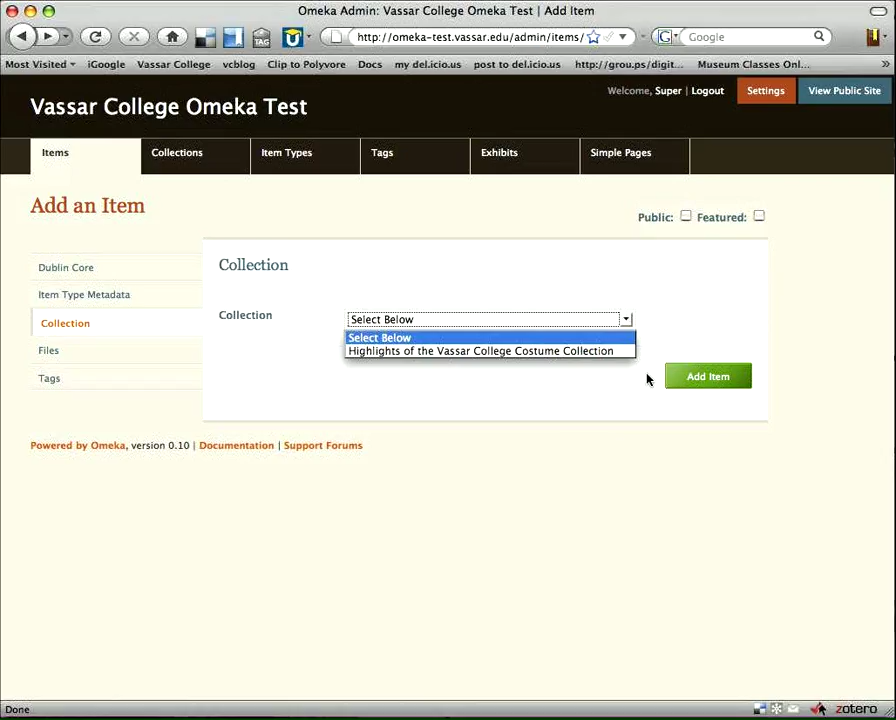 Omeka Admin: Vassar College Omeka Test | Add Item
http://omeka-test.vassar.edu/admin/items/
Google
Most Visited iGoogle Vassar College vcblog Clip to Polyvore Docs my del.icio.us post to del.icio.us http://grou.ps/digit... Museum Classes Onl... »
Vassar College Omeka Test
Welcome, Super | Logout
Settings
View Public Site
Items Collections Item Types Tags Exhibits Simple Pages
Add an Item
Public: Featured:
Dublin Core
Item Type Metadata
Collection
Files
Tags
Collection
Collection
Select Below
Select Below
Highlights of the Vassar College Costume Collection
Add Item
Powered by Omeka, version 0.10 | Documentation | Support Forums
Done
zotero